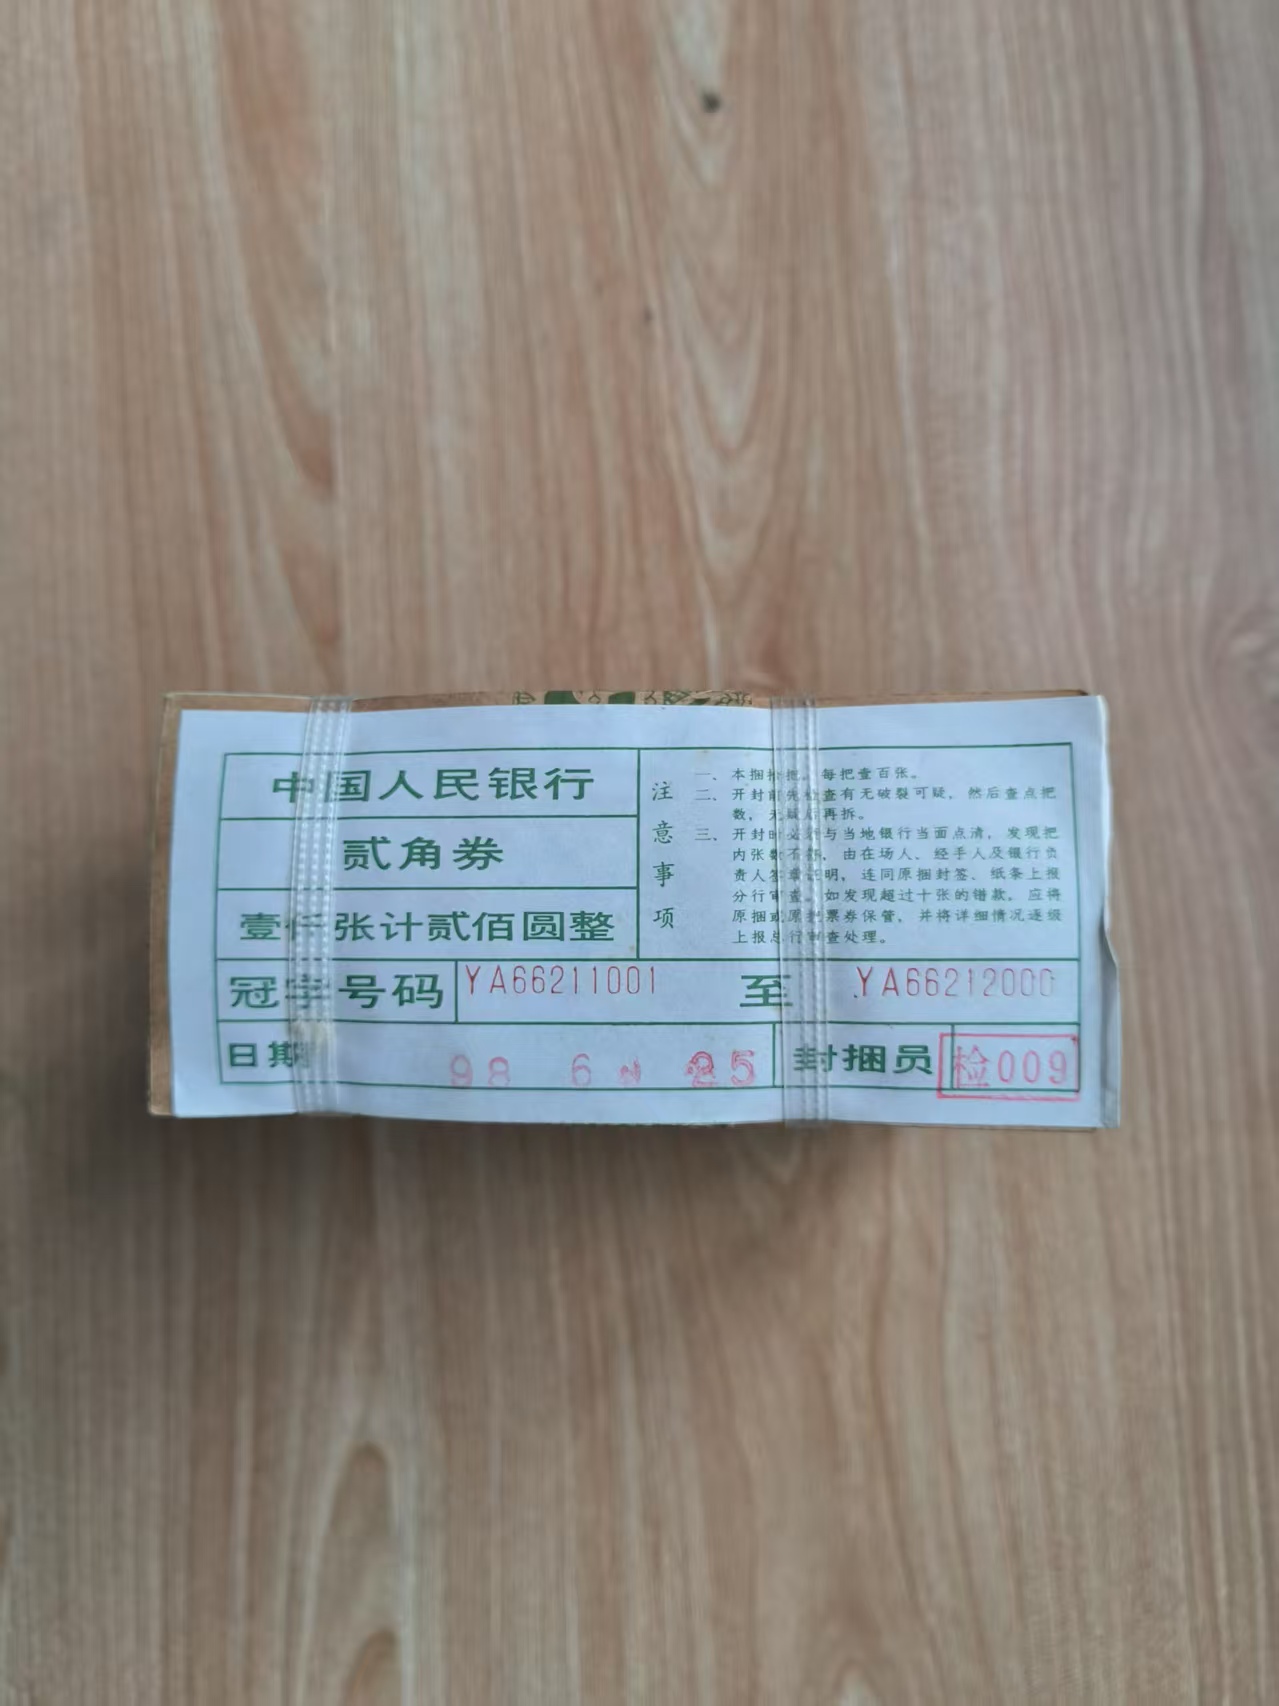 中国人民银行
贰角券
壹仟张计贰佰圆整
注意事项
一、本捆拾把，每把壹百张。
二、开封前先检查有无破裂可疑，然后查点把
数，无疑后再拆。
三、开封时必须与当地银行当面点清，发现把
内张数不符，由在场人、经手人及银行负
责人签章证明，连同原捆封签、纸条上报
分行审查。如发现超过十张的错款，应将
原捆或原把票券保管，并将详细情况逐级
上报总行审查处理。
冠字号码 YA66211001 至 YA66212000
日期 98 6 25 封捆员 检009